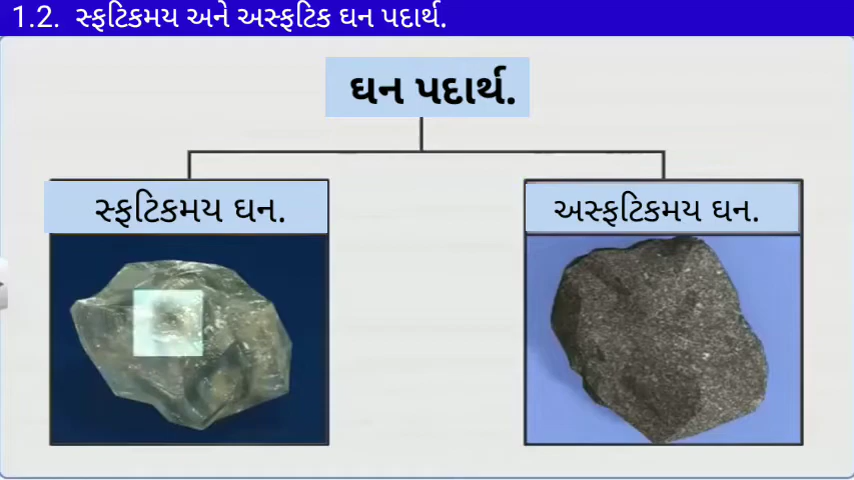 1.2. સ્ફટિકમય અને અસ્ફટિક ઘન પદાર્થ.
ઘન પદાર્થ.
સ્ફટિકમય ઘન.
અસ્ફટિકમય ઘન.